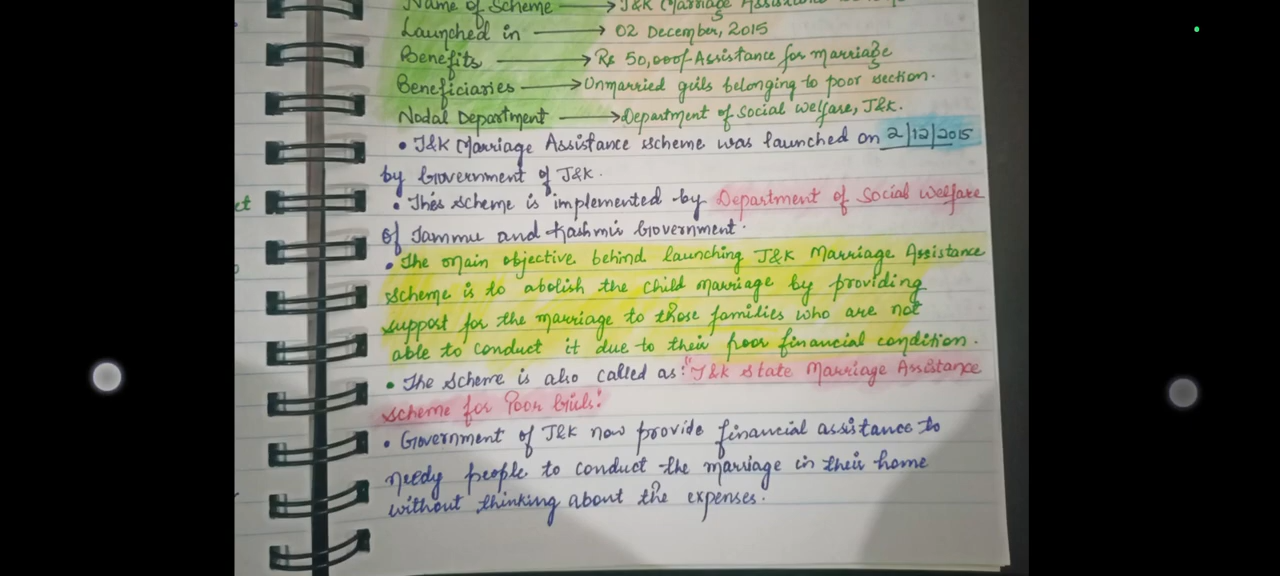 Name of Scheme → J&K Marriage Assistance
Launched in → 02 December, 2015
Benefits → Rs 50,000/- Assistance for marriage
Beneficiaries → Unmarried girls belonging to poor section.
Nodal Department → Department of Social Welfare, J&K.
• J&K Marriage Assistance scheme was launched on 2/12/2015
by Government of J&K.
et
• This scheme is implemented by Department of Social Welfare
of Jammu and Kashmir Government.
• The main objective behind launching J&K Marriage Assistance
scheme is to abolish the child marriage by providing
support for the marriage to those families who are not
able to conduct it due to their poor financial condition.
• The scheme is also called as: "J&K State Marriage Assistance
scheme for Poor Girls".
• Government of J&K now provide financial assistance to
needy people to conduct the marriage in their home
without thinking about the expenses.